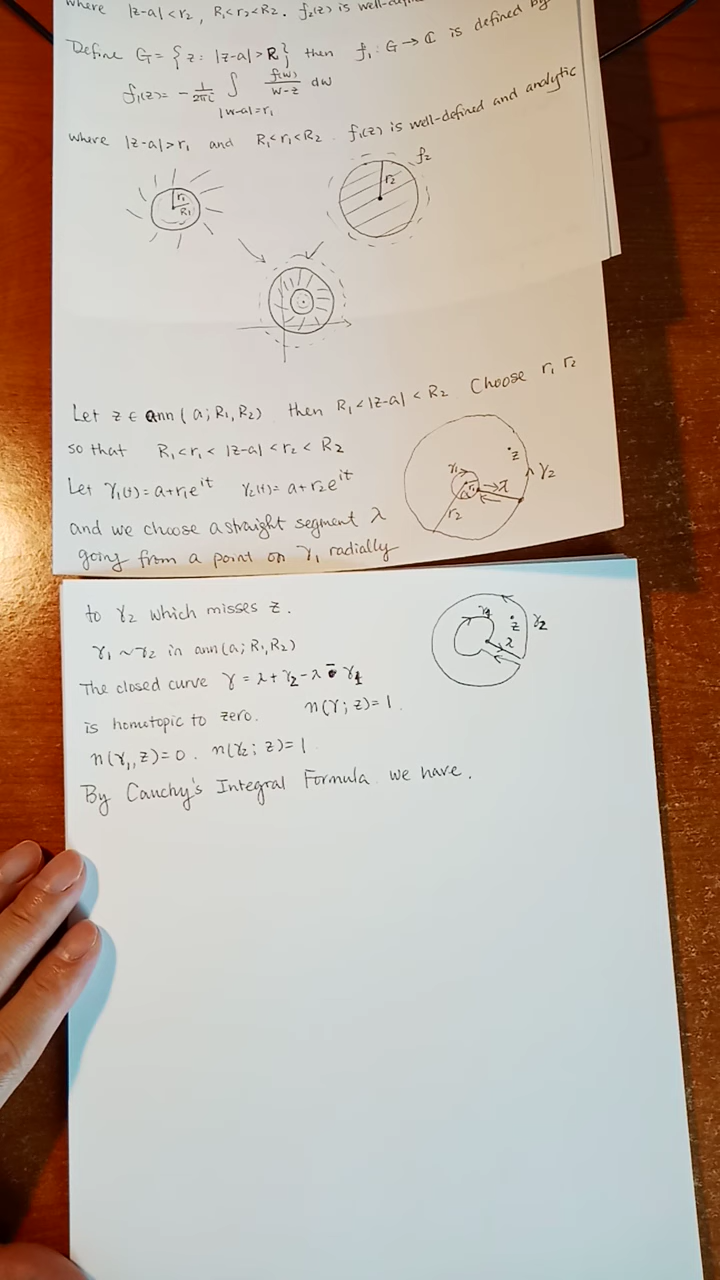 where |z-a| < r₂, R₁<r₂<R₂. f₂(z) is
Define G = {z: |z-a| > R} then f₁: G → ℂ is defined by
f₁(z) = - 1/2πi ∫ f(w)/w-z dw
|w-a|=r₁
where |z-a|>r₁ and R₁<r₁<R₂. f₁(z) is well-defined and analytic
f₂
r₁
R₁
r₂
Let z ∈ ann(a; R₁, R₂) then R₁<|z-a|<R₂ Choose r₁ r₂
so that R₁<r₁<|z-a|<r₂<R₂
Let γ₁(t) = a+r₁e^it γ₂(t) = a+r₂e^it
and we choose a straight segment λ
going from a point on γ₁ radially
z
γ₁
γ₂
a
r₁
λ
r₂
to γ₂ which misses z.
γ₁ ~ γ₂ in ann(a; R₁, R₂)
The closed curve γ = λ + γ₂ - λ - γ₁
is homotopic to zero. n(γ; z) = 1.
n(γ₁, z) = 0. n(γ₂; z) = 1
By Cauchy's Integral Formula we have.
γ₁
z
γ₂
λ